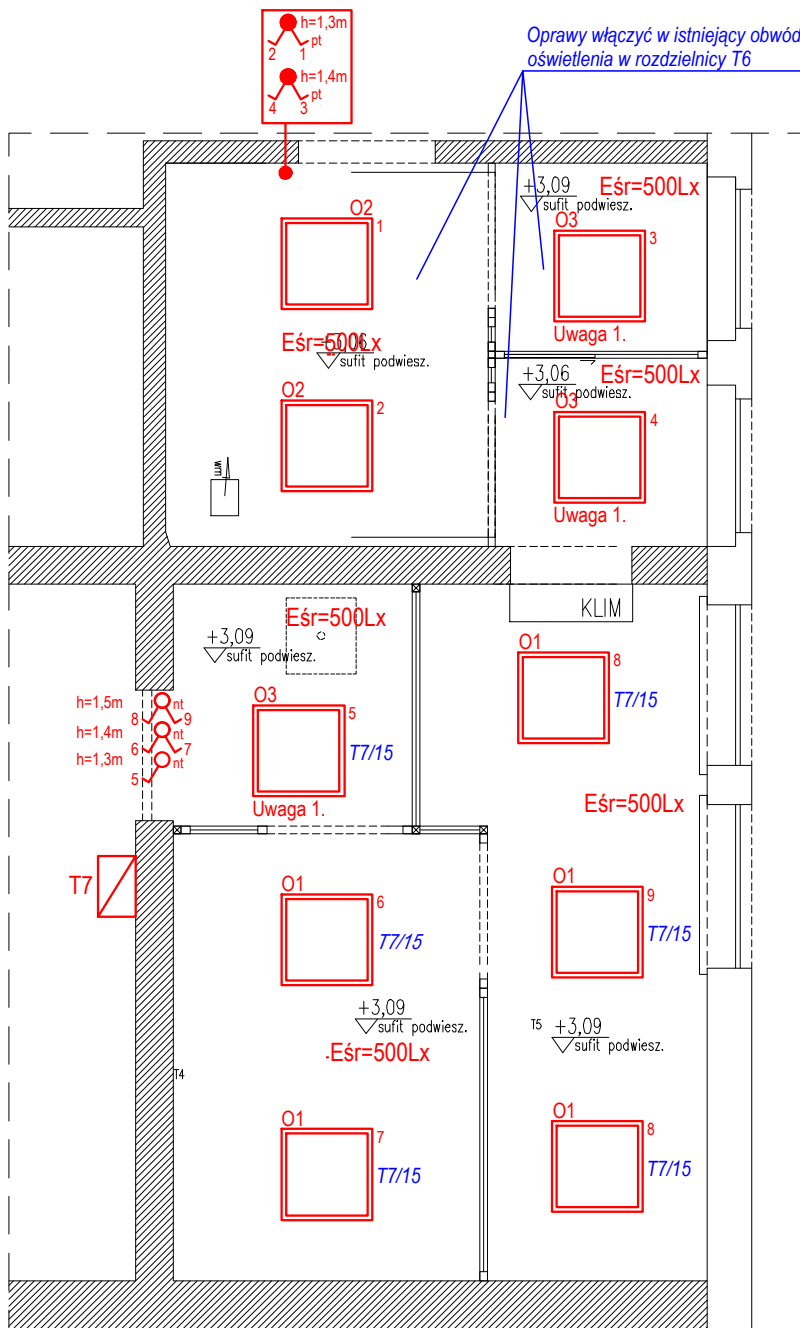 h=1,3m
pt
2 1
h=1,4m
pt
4 3
Oprawy włączyć w istniejący obwód
oświetlenia w rozdzielnicy T6
+3,09
sufit podwiesz.
Eśr=500Lx
O2
1
O3
3
Uwaga 1.
Eśr=500Lx
+3,06
sufit podwiesz.
+3,06
sufit podwiesz.
Eśr=500Lx
O2
2
O3
4
Uwaga 1.
wm
KLIM
Eśr=500Lx
+3,09
sufit podwiesz.
O1
8
T7/15
h=1,5m
nt
8 9
h=1,4m
nt
6 7
h=1,3m
nt
5
O3
5
T7/15
Uwaga 1.
Eśr=500Lx
T7
O1
6
T7/15
O1
9
T7/15
+3,09
sufit podwiesz.
Eśr=500Lx
T5
+3,09
sufit podwiesz.
T4
O1
7
T7/15
O1
8
T7/15